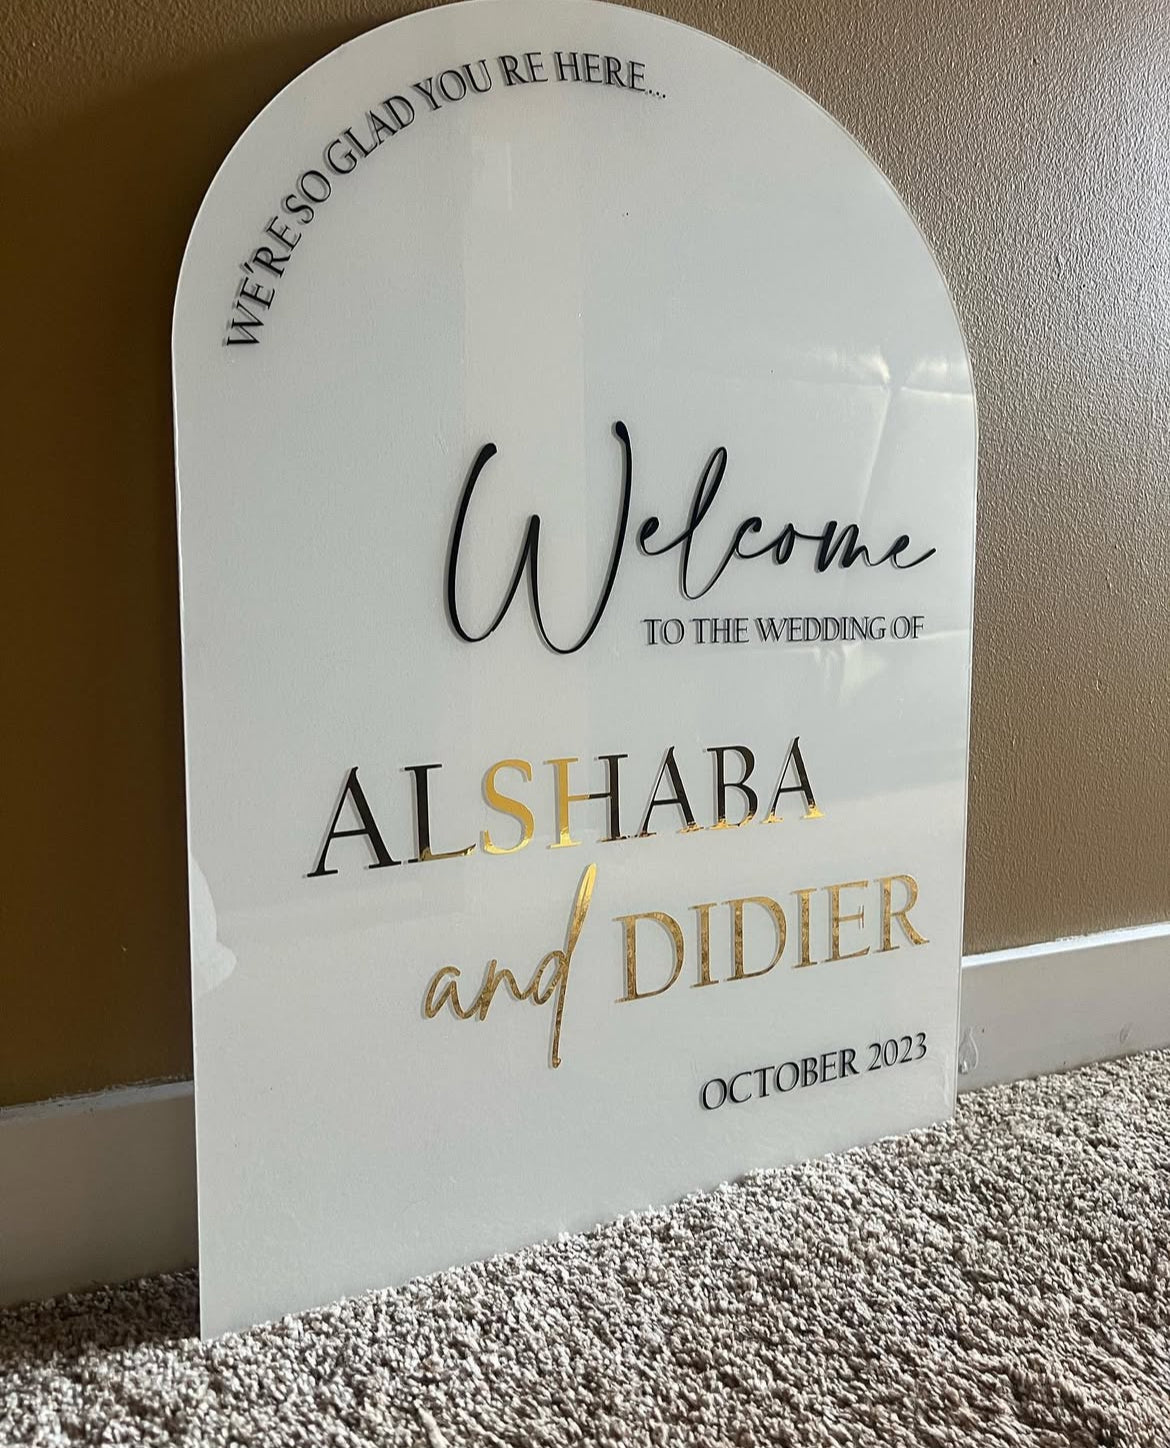 WE'RE SO GLAD YOU RE HERE...
Welcome
TO THE WEDDING OF
ALSHABA
and DIDIER
OCTOBER 2023